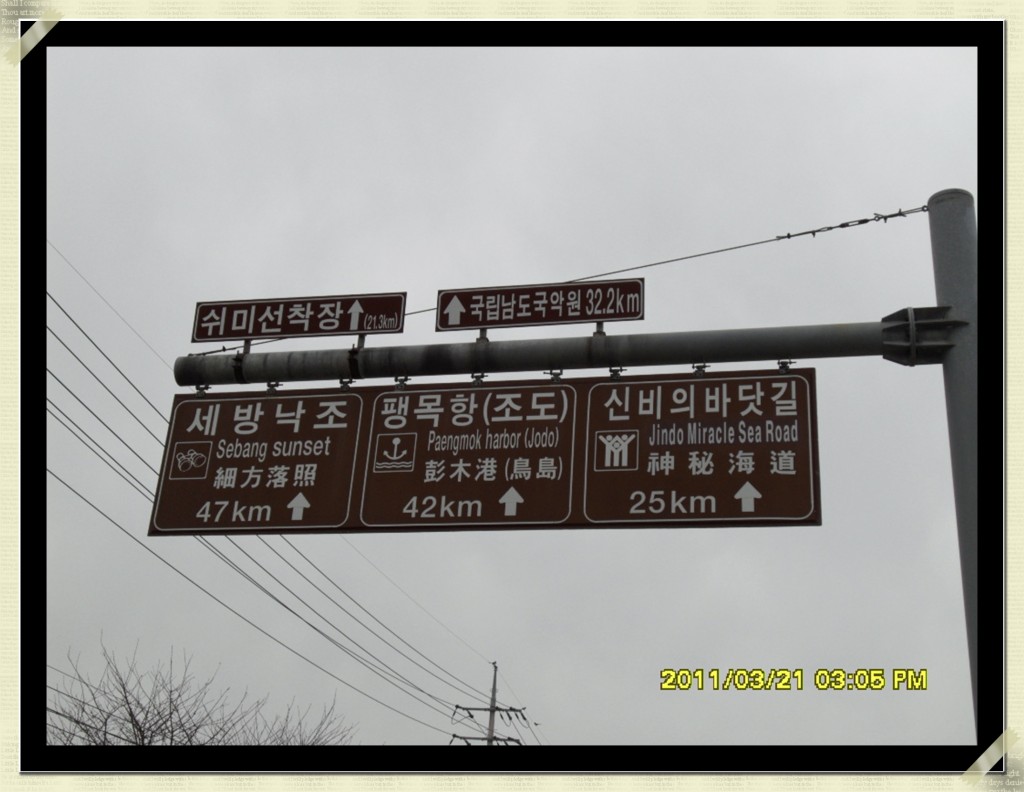 쉬미선착장 (21.3km)
국립남도국악원 32.2km
세방낙조
Sebang sunset
細方落照
47km
팽목항(조도)
Paengmok harbor (Jodo)
彭木港 (鳥島)
42km
신비의바닷길
Jindo Miracle Sea Road
神秘海道
25km
2011/03/21 03:05 PM